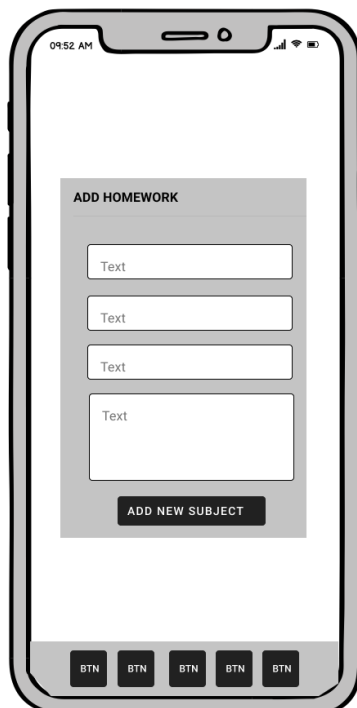 09:52 AM
ADD HOMEWORK
Text
Text
Text
Text
ADD NEW SUBJECT
BTN BTN BTN BTN BTN